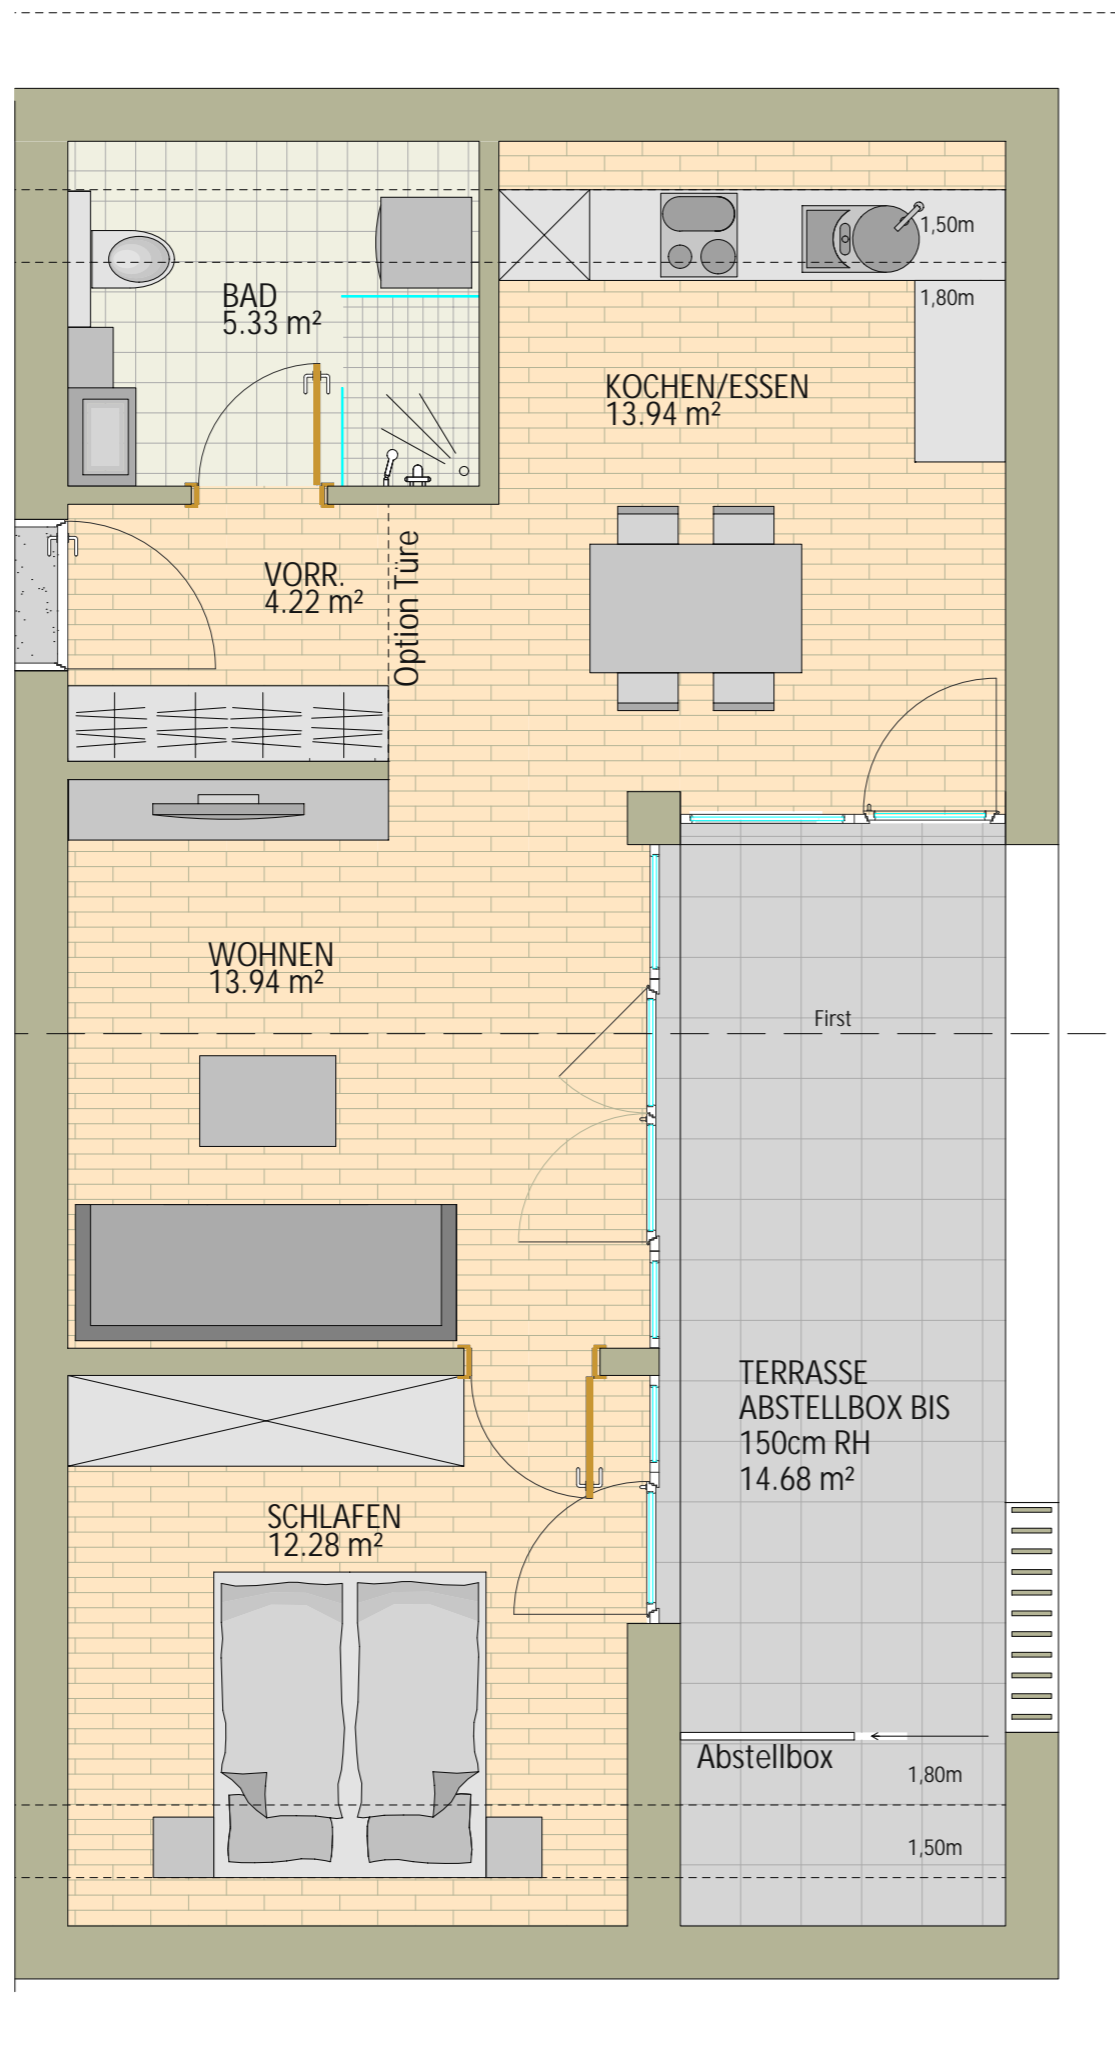 1,50m
BAD
5.33 m²
1,80m
KOCHEN/ESSEN
13.94 m²
VORR.
4.22 m²
Option Türe
WOHNEN
13.94 m²
First
TERRASSE
ABSTELLBOX BIS
150cm RH
14.68 m²
SCHLAFEN
12.28 m²
Abstellbox
1,80m
1,50m